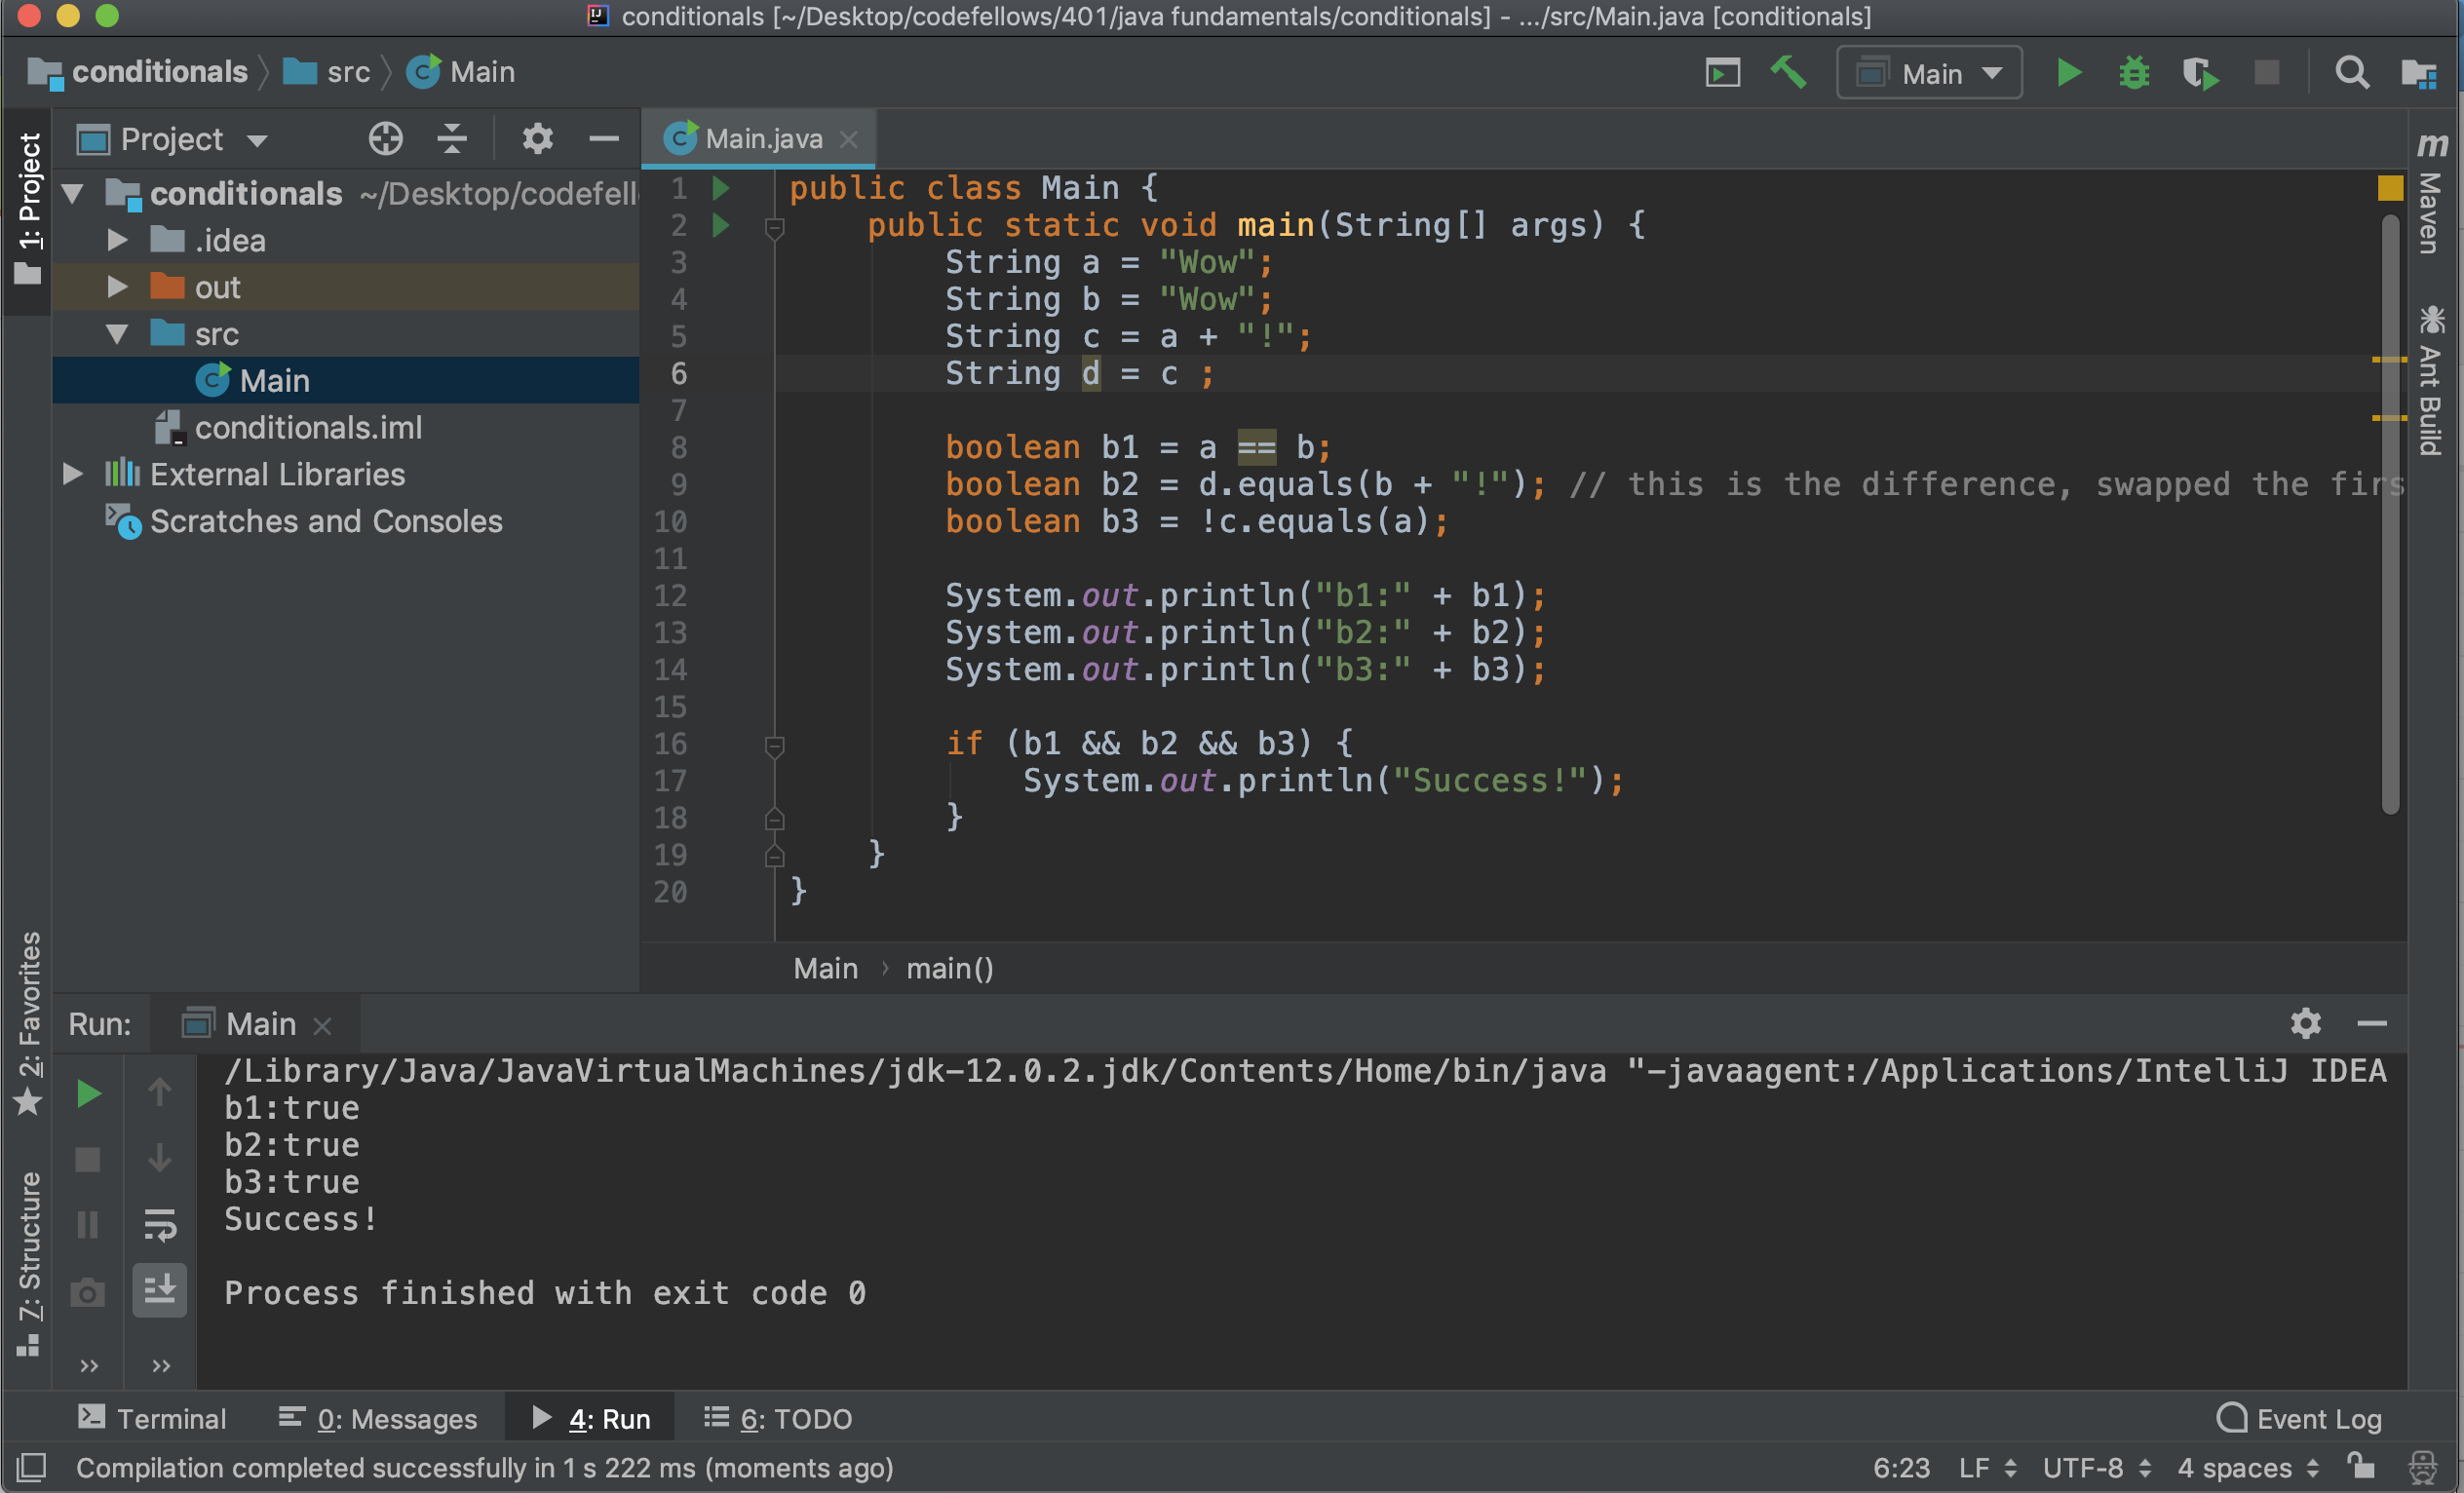 conditionals [~/Desktop/codefellows/401/java fundamentals/conditionals] - .../src/Main.java [conditionals]
conditionals src Main
Main
1: Project
Project
conditionals ~/Desktop/codefell
.idea
out
src
Main
conditionals.iml
External Libraries
Scratches and Consoles
Main.java
1 public class Main {
2 public static void main(String[] args) {
3 String a = "Wow";
4 String b = "Wow";
5 String c = a + "!";
6 String d = c ;
7
8 boolean b1 = a == b;
9 boolean b2 = d.equals(b + "!"); // this is the difference, swapped the firs
10 boolean b3 = !c.equals(a);
11
12 System.out.println("b1:" + b1);
13 System.out.println("b2:" + b2);
14 System.out.println("b3:" + b3);
15
16 if (b1 && b2 && b3) {
17 System.out.println("Success!");
18 }
19 }
20 }
Main › main()
m Maven
Ant Build
2: Favorites
7: Structure
Run: Main
/Library/Java/JavaVirtualMachines/jdk-12.0.2.jdk/Contents/Home/bin/java "-javaagent:/Applications/IntelliJ IDEA
b1:true
b2:true
b3:true
Success!
Process finished with exit code 0
Terminal 0: Messages 4: Run 6: TODO Event Log
Compilation completed successfully in 1 s 222 ms (moments ago) 6:23 LF UTF-8 4 spaces